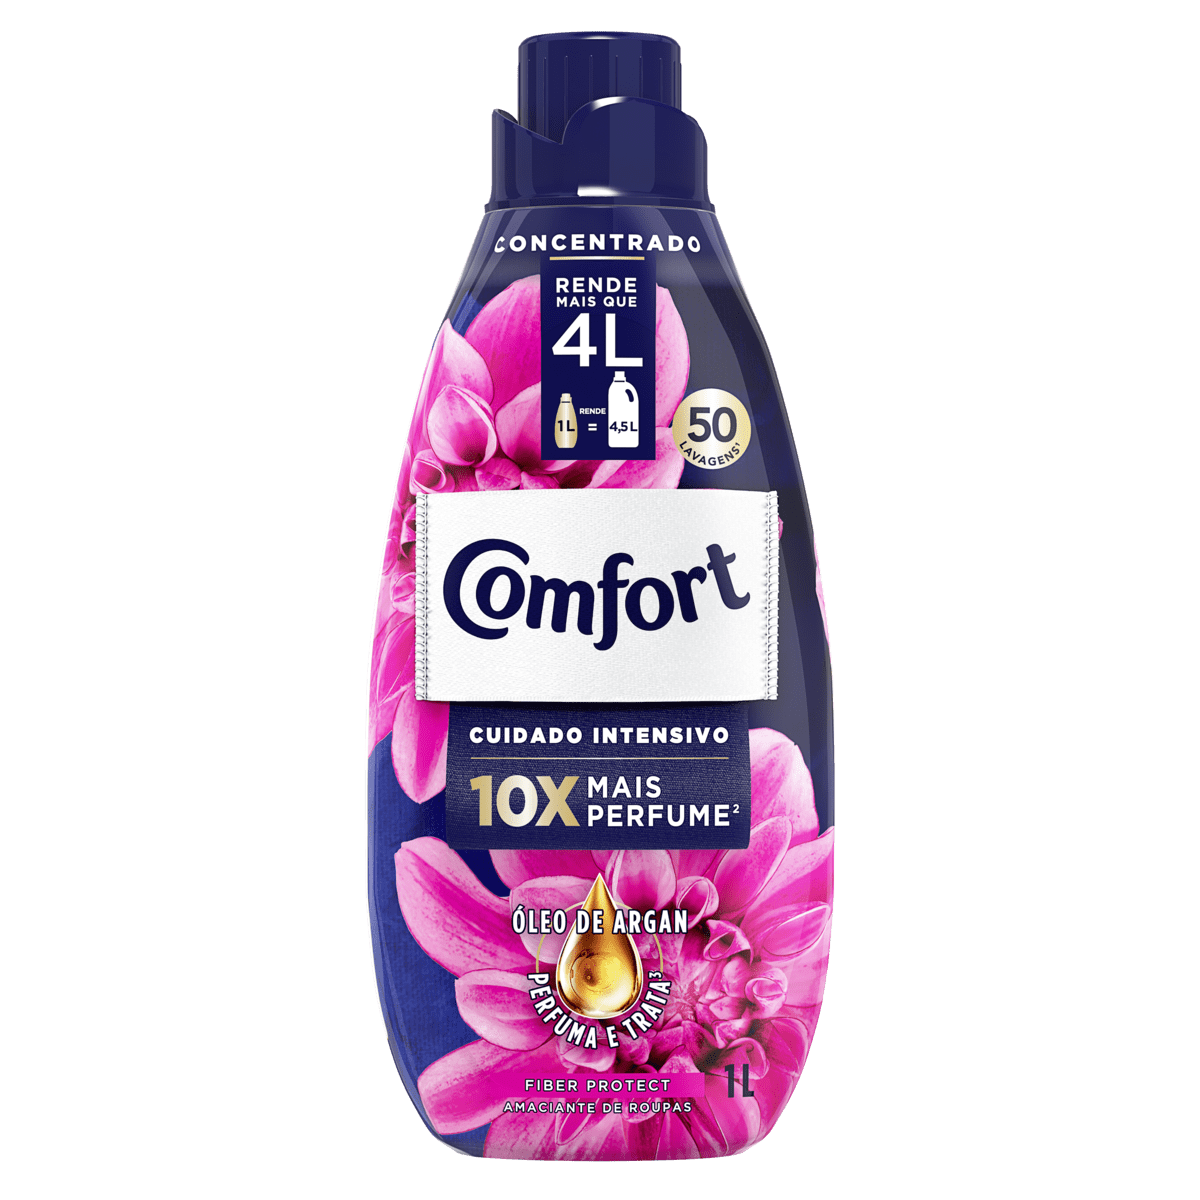 CONCENTRADO
RENDE
MAIS QUE
4L
1L RENDE = 4,5L
50
LAVAGENS¹
Comfort
CUIDADO INTENSIVO
10X MAIS
PERFUME²
ÓLEO DE ARGAN
PERFUMA E TRATA³
FIBER PROTECT
1L
AMACIANTE DE ROUPAS